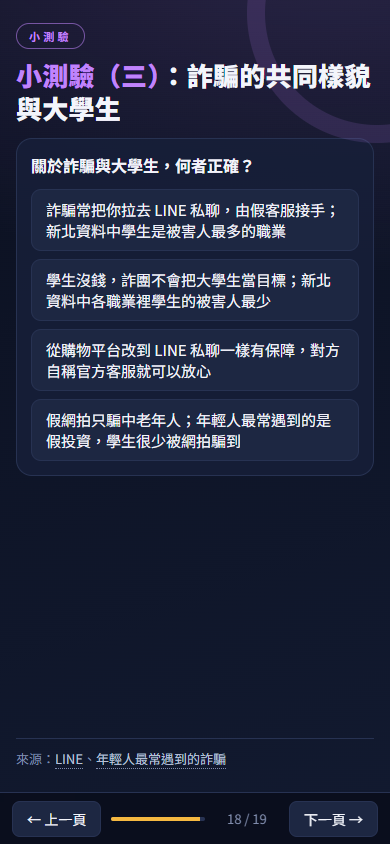 小測驗
小測驗（三）：詐騙的共同樣貌
與大學生
關於詐騙與大學生，何者正確？
詐騙常把你拉去 LINE 私聊，由假客服接手；
新北資料中學生是被害人最多的職業
學生沒錢，詐團不會把大學生當目標；新北
資料中各職業裡學生的被害人最少
從購物平台改到 LINE 私聊一樣有保障，對方
自稱官方客服就可以放心
假網拍只騙中老年人；年輕人最常遇到的是
假投資，學生很少被網拍騙到
來源：LINE、年輕人最常遇到的詐騙
← 上一頁
18 / 19
下一頁 →